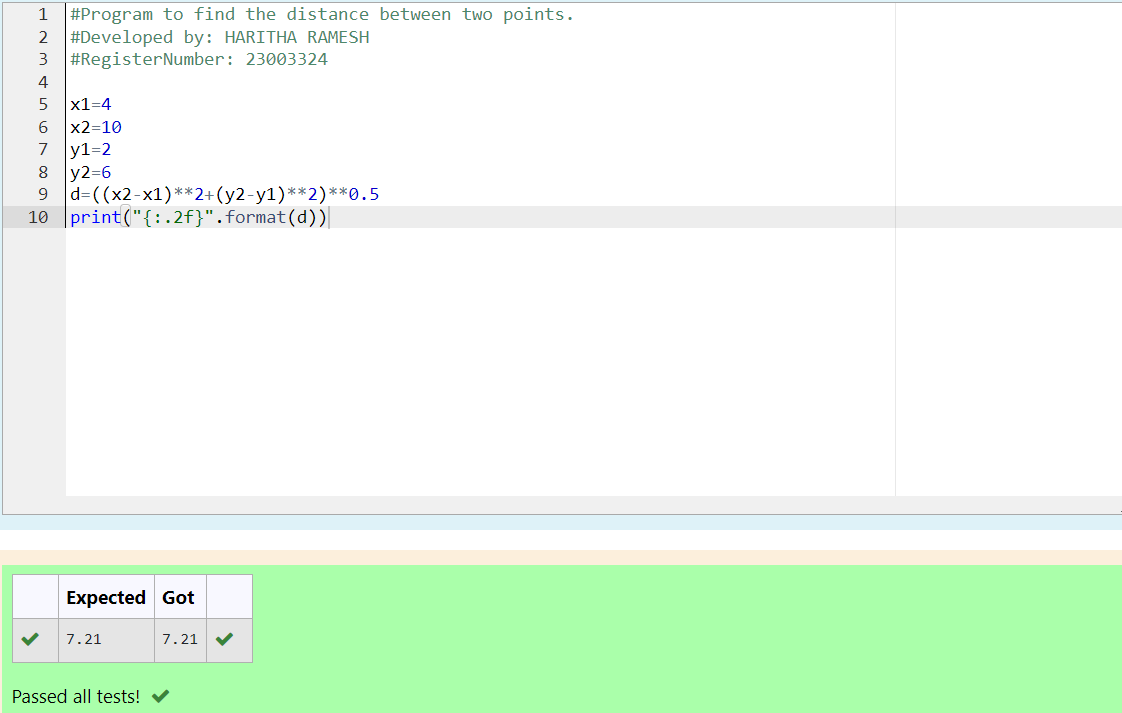 1 #Program to find the distance between two points.
2 #Developed by: HARITHA RAMESH
3 #RegisterNumber: 23003324
4
5 x1=4
6 x2=10
7 y1=2
8 y2=6
9 d=((x2-x1)**2+(y2-y1)**2)**0.5
10 print("{:.2f}".format(d))
Expected Got
7.21 7.21
Passed all tests!